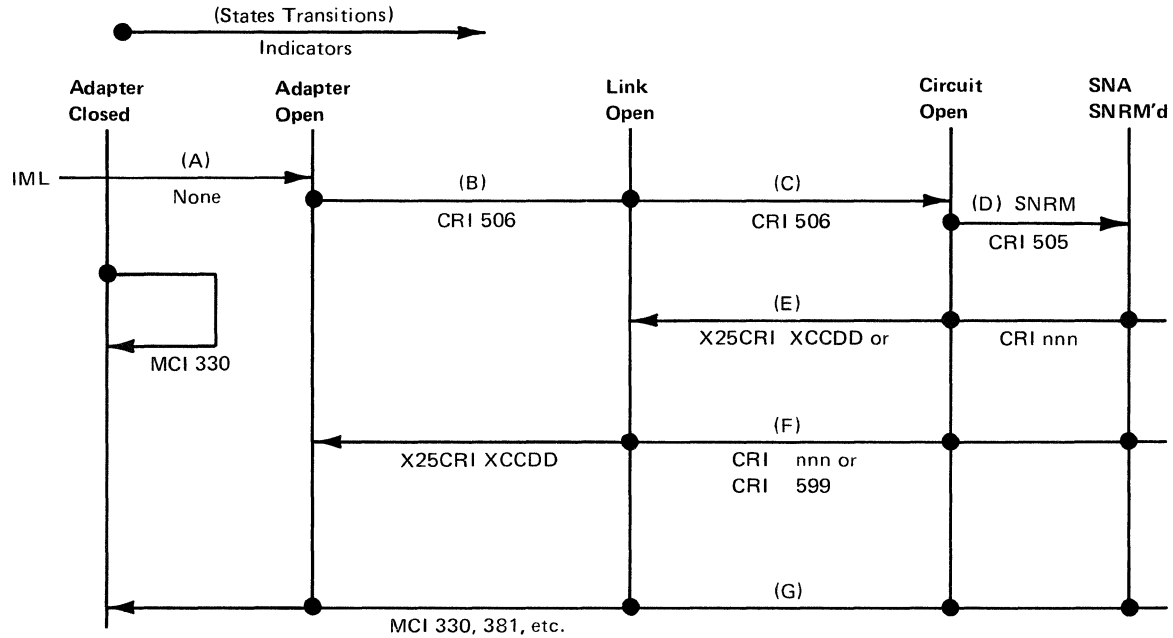 (States Transitions)
Indicators
Adapter Closed
Adapter Open
Link Open
Circuit Open
SNA SNRM'd
IML
(A)
None
(B)
CRI 506
(C)
CRI 506
(D) SNRM
CRI 505
MCI 330
(E)
X25CRI XCCDD or
CRI nnn
(F)
X25CRI XCCDD
CRI nnn or
CRI 599
(G)
MCI 330, 381, etc.